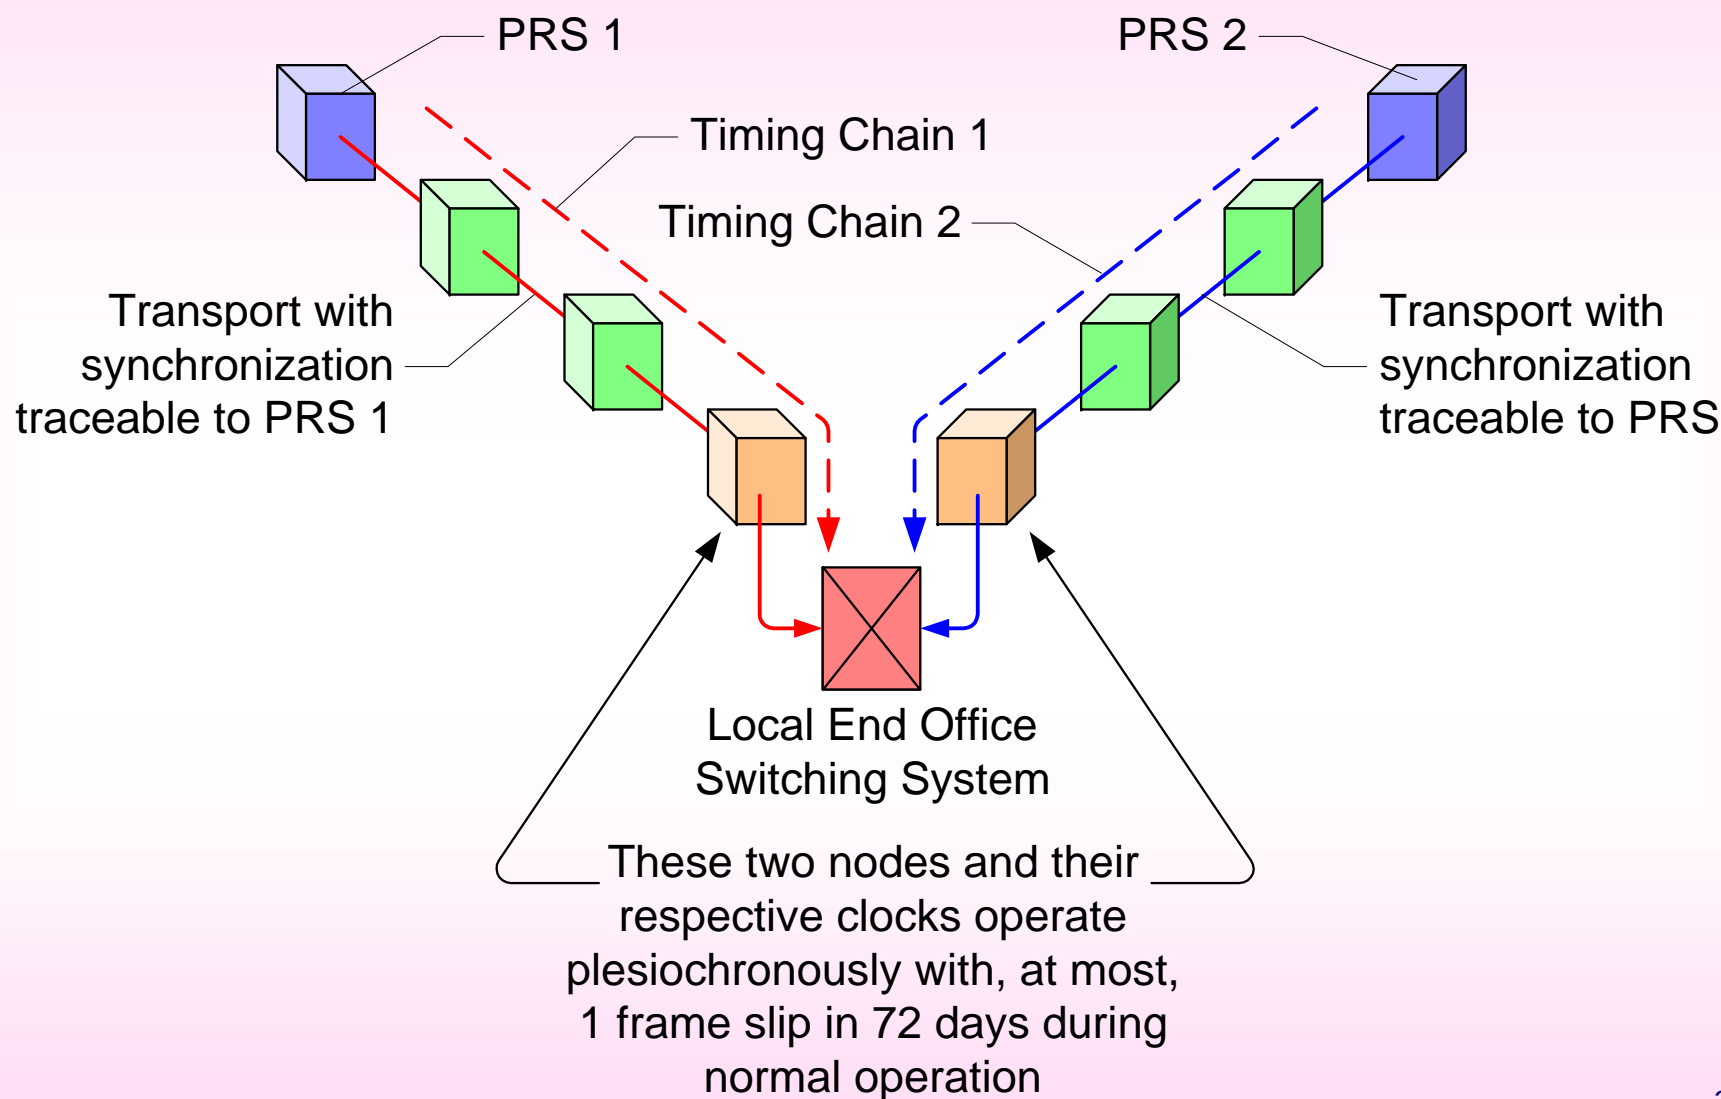 PRS 1
PRS 2
Timing Chain 1
Timing Chain 2
Transport with
synchronization
traceable to PRS 1
Transport with
synchronization
traceable to PRS
Local End Office
Switching System
These two nodes and their
respective clocks operate
plesiochronously with, at most,
1 frame slip in 72 days during
normal operation